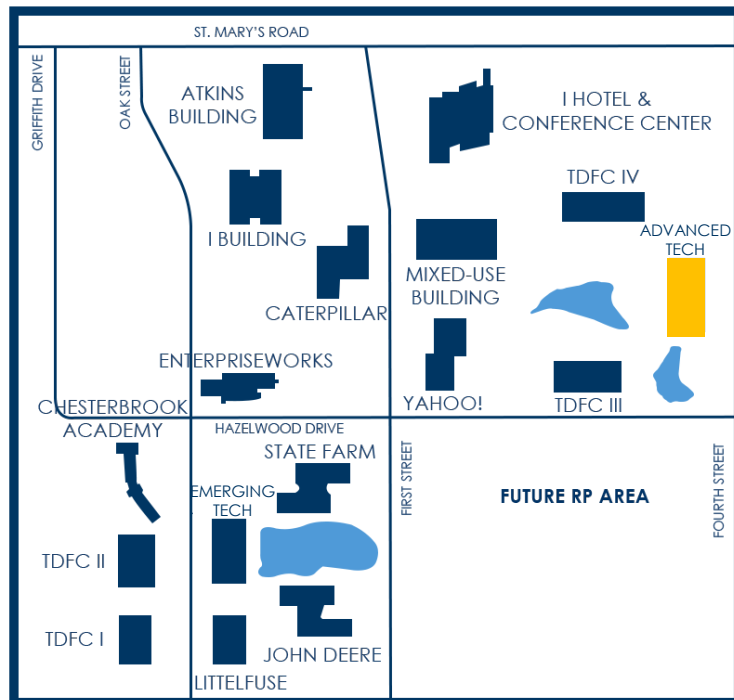 ST. MARY'S ROAD
GRIFFITH DRIVE
OAK STREET
ATKINS
BUILDING
I HOTEL &
CONFERENCE CENTER
TDFC IV
I BUILDING
ADVANCED
TECH
MIXED-USE
BUILDING
CATERPILLAR
ENTERPRISEWORKS
YAHOO!
TDFC III
CHESTERBROOK
ACADEMY
HAZELWOOD DRIVE
STATE FARM
FIRST STREET
FUTURE RP AREA
FOURTH STREET
EMERGING
TECH
TDFC II
TDFC I
JOHN DEERE
LITTELFUSE